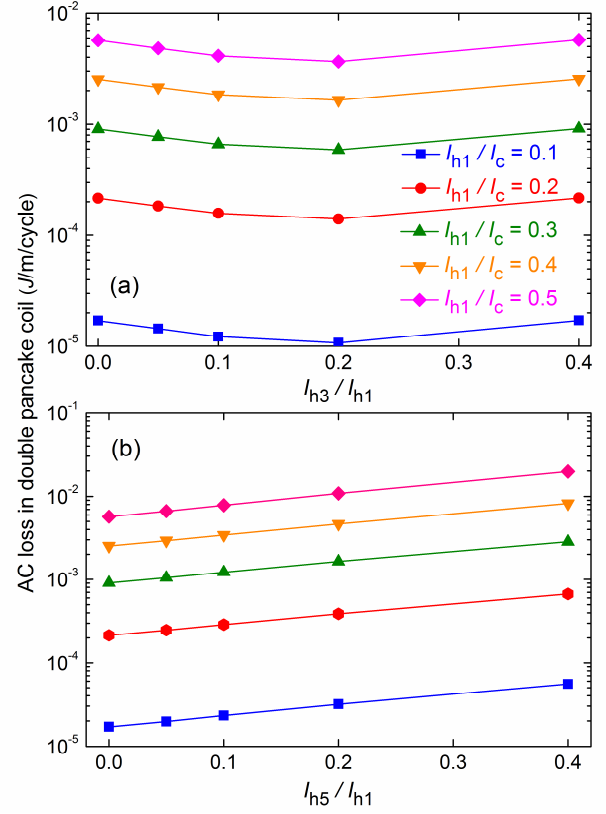 AC loss in double pancake coil (J/m/cycle)
10⁻²
10⁻³
10⁻⁴
10⁻⁵
I_h1 / I_c = 0.1
I_h1 / I_c = 0.2
I_h1 / I_c = 0.3
I_h1 / I_c = 0.4
I_h1 / I_c = 0.5
(a)
0.0 0.1 0.2 0.3 0.4
I_h3 / I_h1
10⁻¹
10⁻²
10⁻³
10⁻⁴
10⁻⁵
(b)
0.0 0.1 0.2 0.3 0.4
I_h5 / I_h1